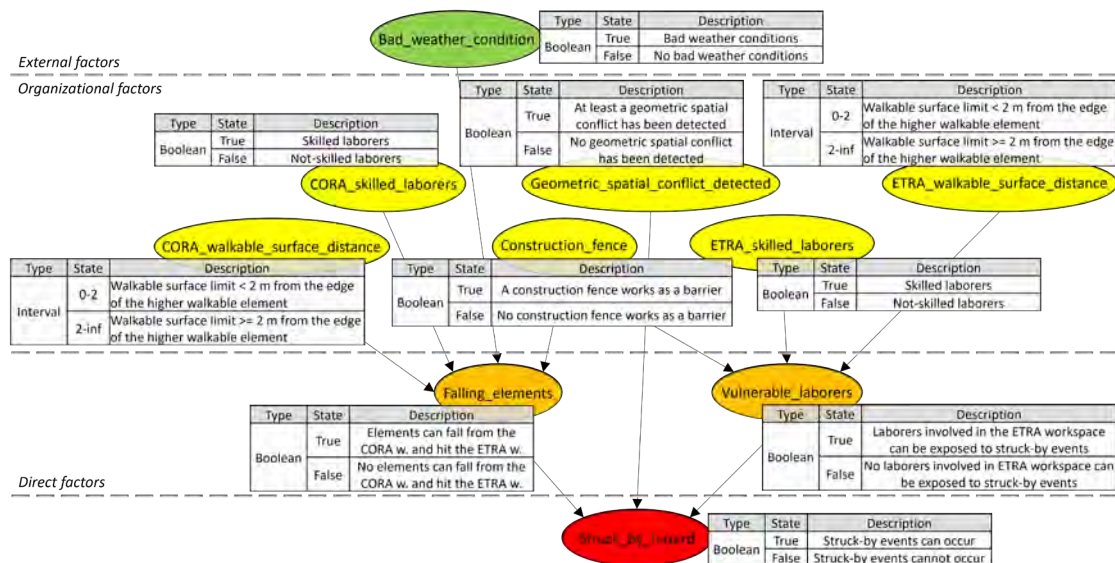 Bad_weather_condition
Type State Description
Boolean True Bad weather conditions
False No bad weather conditions
External factors
Organizational factors
Type State Description
Boolean True Skilled laborers
False Not-skilled laborers
CORA_skilled_laborers
Type State Description
Boolean True At least a geometric spatial
conflict has been detected
False No geometric spatial conflict
has been detected
Geometric_spatial_conflict_detected
Type State Description
Interval 0-2 Walkable surface limit < 2 m from the edge
of the higher walkable element
2-inf Walkable surface limit >= 2 m from the edge
of the higher walkable element
ETRA_walkable_surface_distance
CORA_walkable_surface_distance
Type State Description
Interval 0-2 Walkable surface limit < 2 m from the edge
of the higher walkable element
2-inf Walkable surface limit >= 2 m from the edge
of the higher walkable element
Construction_fence
Type State Description
Boolean True A construction fence works as a barrier
False No construction fence works as a barrier
ETRA_skilled_laborers
Type State Description
Boolean True Skilled laborers
False Not-skilled laborers
Falling_elements
Type State Description
Boolean True Elements can fall from the
CORA w. and hit the ETRA w.
False No elements can fall from the
CORA w. and hit the ETRA w.
Vulnerable_laborers
Type State Description
Boolean True Laborers involved in the ETRA workspace
can be exposed to struck-by events
False No laborers involved in ETRA workspace can
be exposed to struck-by events
Direct factors
Struck_by_hazard
Type State Description
Boolean True Struck-by events can occur
False Struck-by events cannot occur